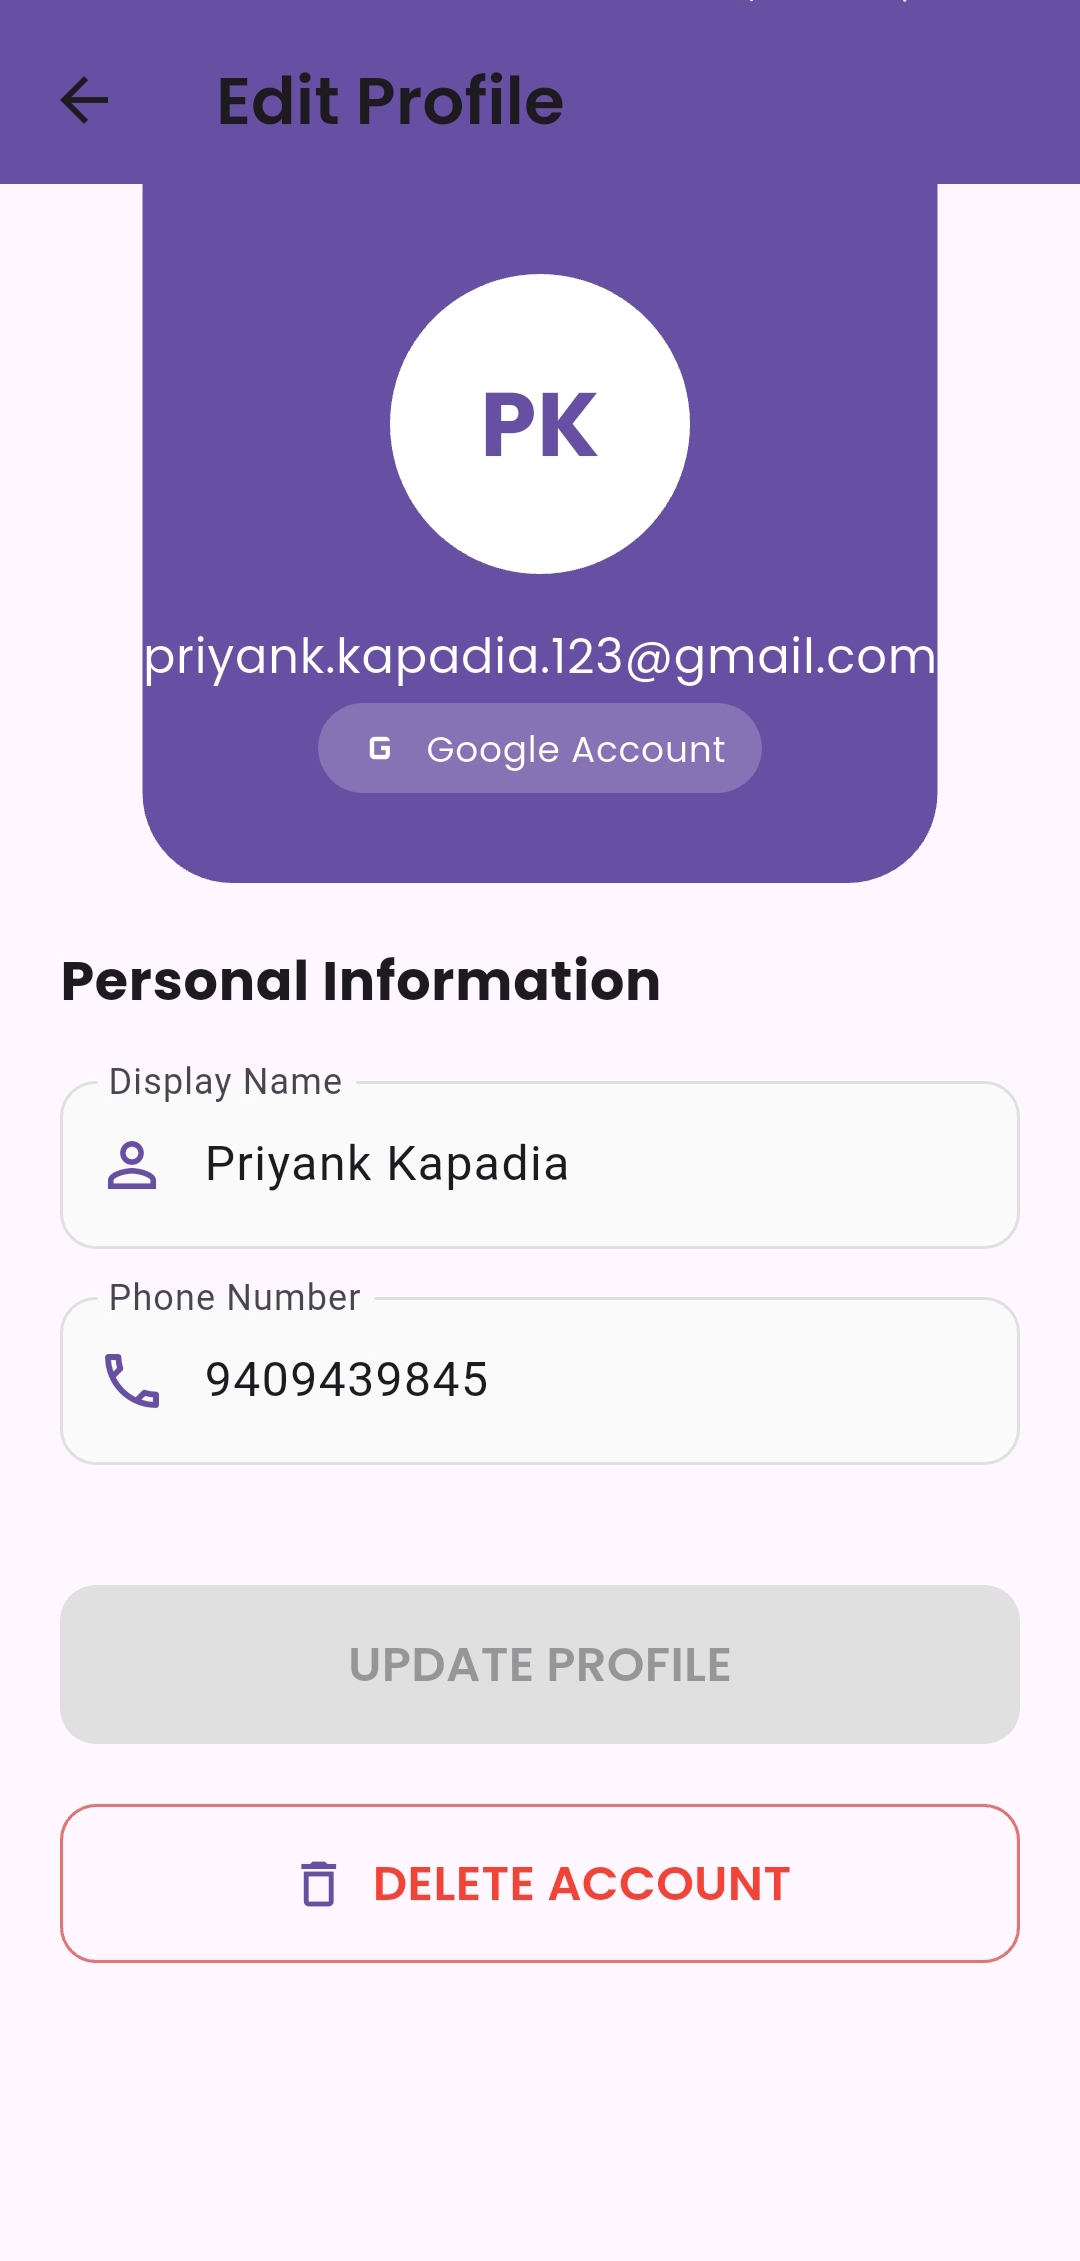 Edit Profile
PK
priyank.kapadia.123@gmail.com
G Google Account
Personal Information
Display Name
Priyank Kapadia
Phone Number
9409439845
UPDATE PROFILE
DELETE ACCOUNT